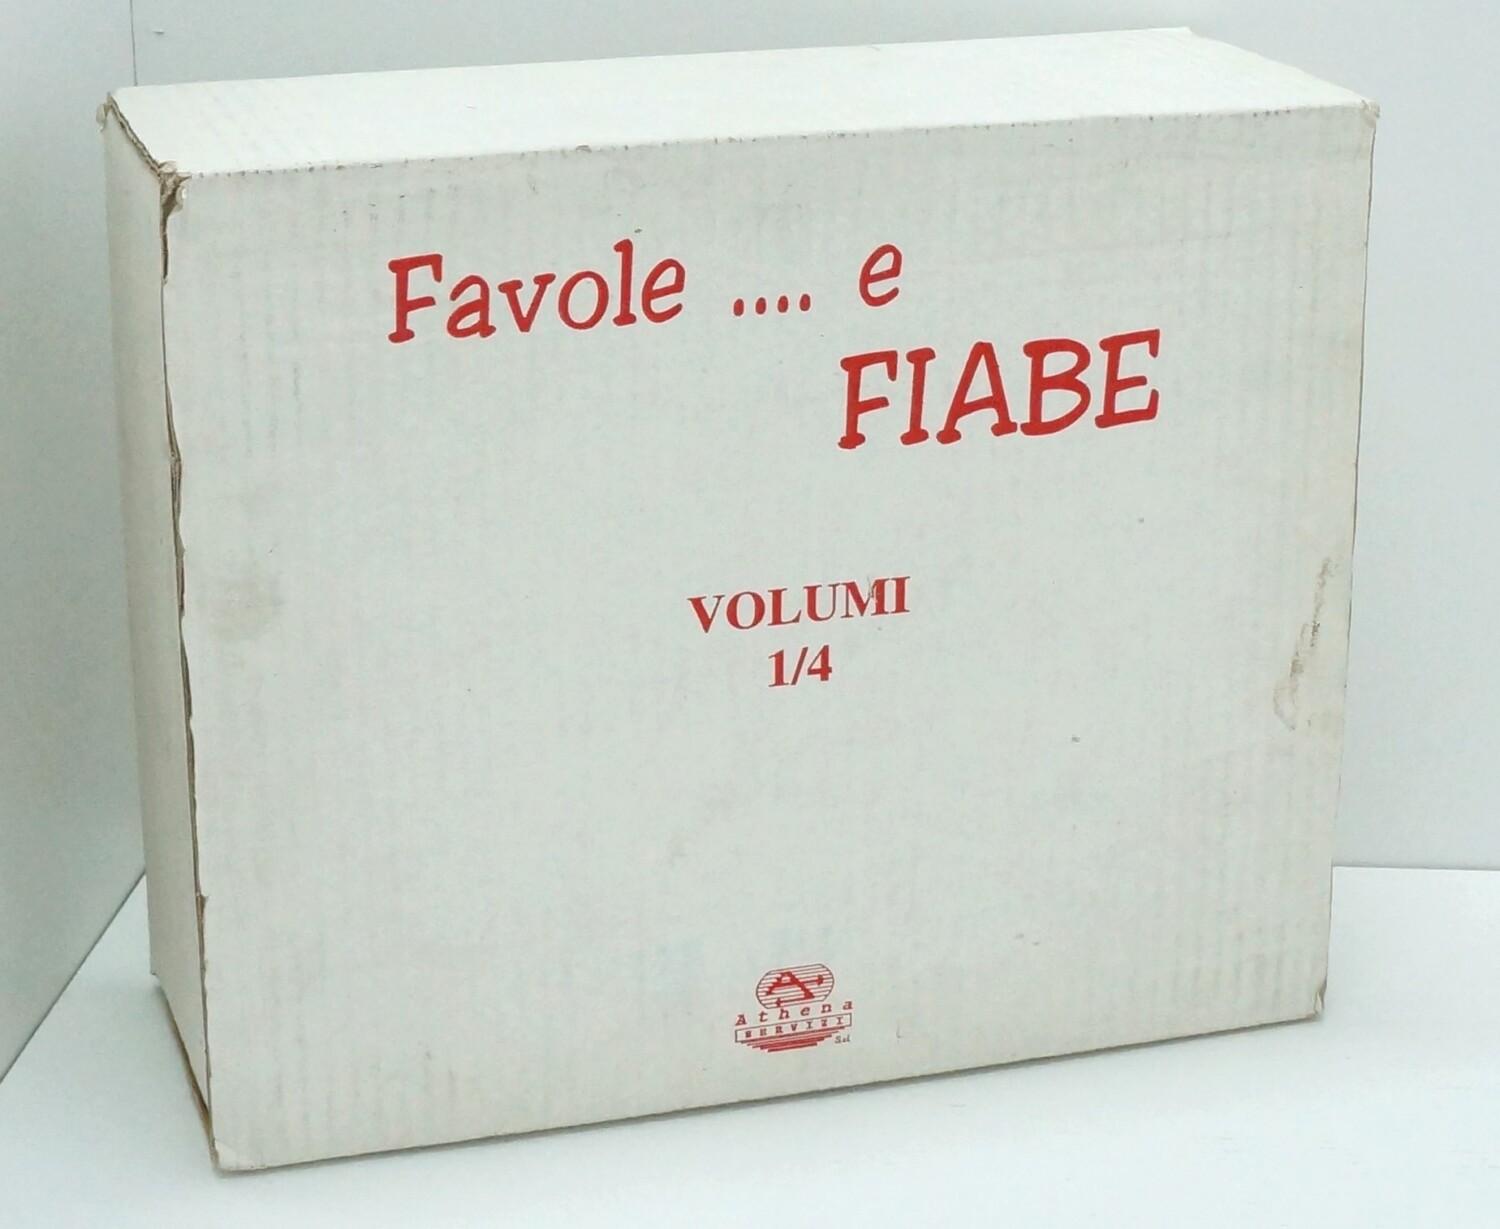 Favole .... e
FIABE
VOLUMI
1/4
A
Athena
SERVIZI
S.r.l